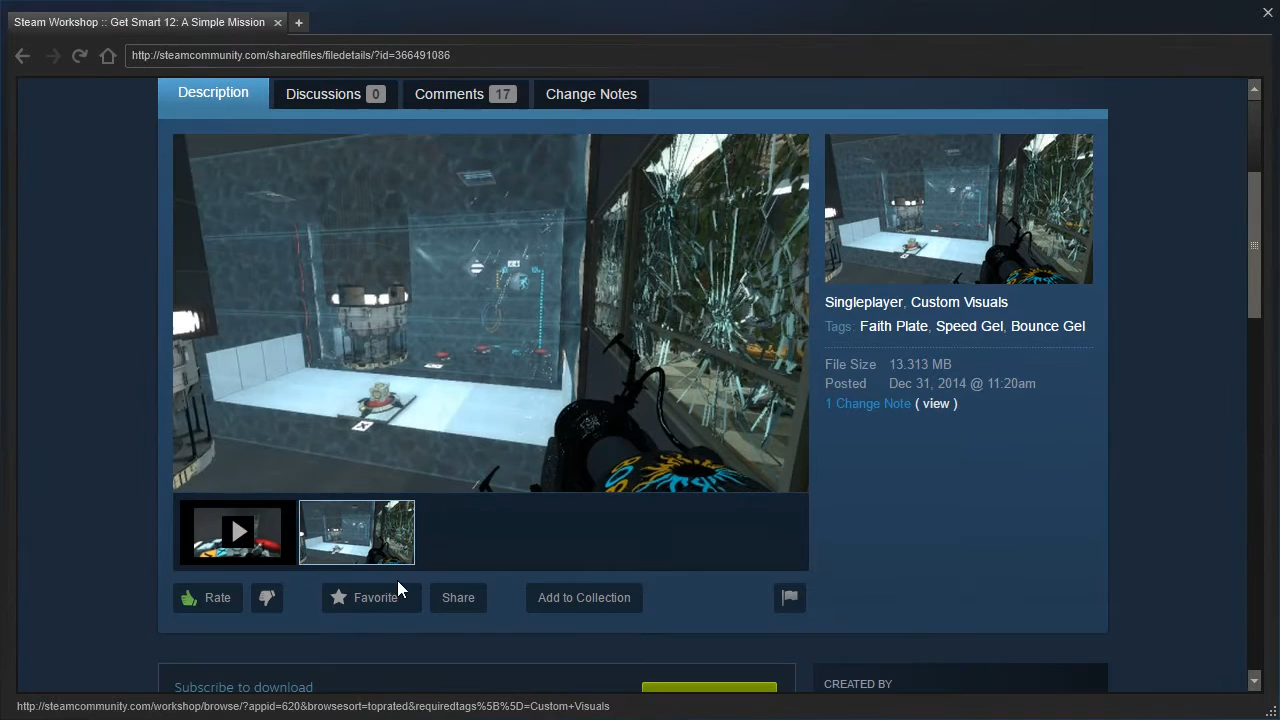 Steam Workshop :: Get Smart 12: A Simple Mission
http://steamcommunity.com/sharedfiles/filedetails/?id=366491086
Description
Discussions 0
Comments 17
Change Notes
Singleplayer, Custom Visuals
Tags: Faith Plate, Speed Gel, Bounce Gel
File Size 13.313 MB
Posted Dec 31, 2014 @ 11:20am
1 Change Note ( view )
Rate
Favorite
Share
Add to Collection
Subscribe to download
CREATED BY
http://steamcommunity.com/workshop/browse/?appid=620&browsesort=toprated&requiredtags%5B%5D=Custom+Visuals